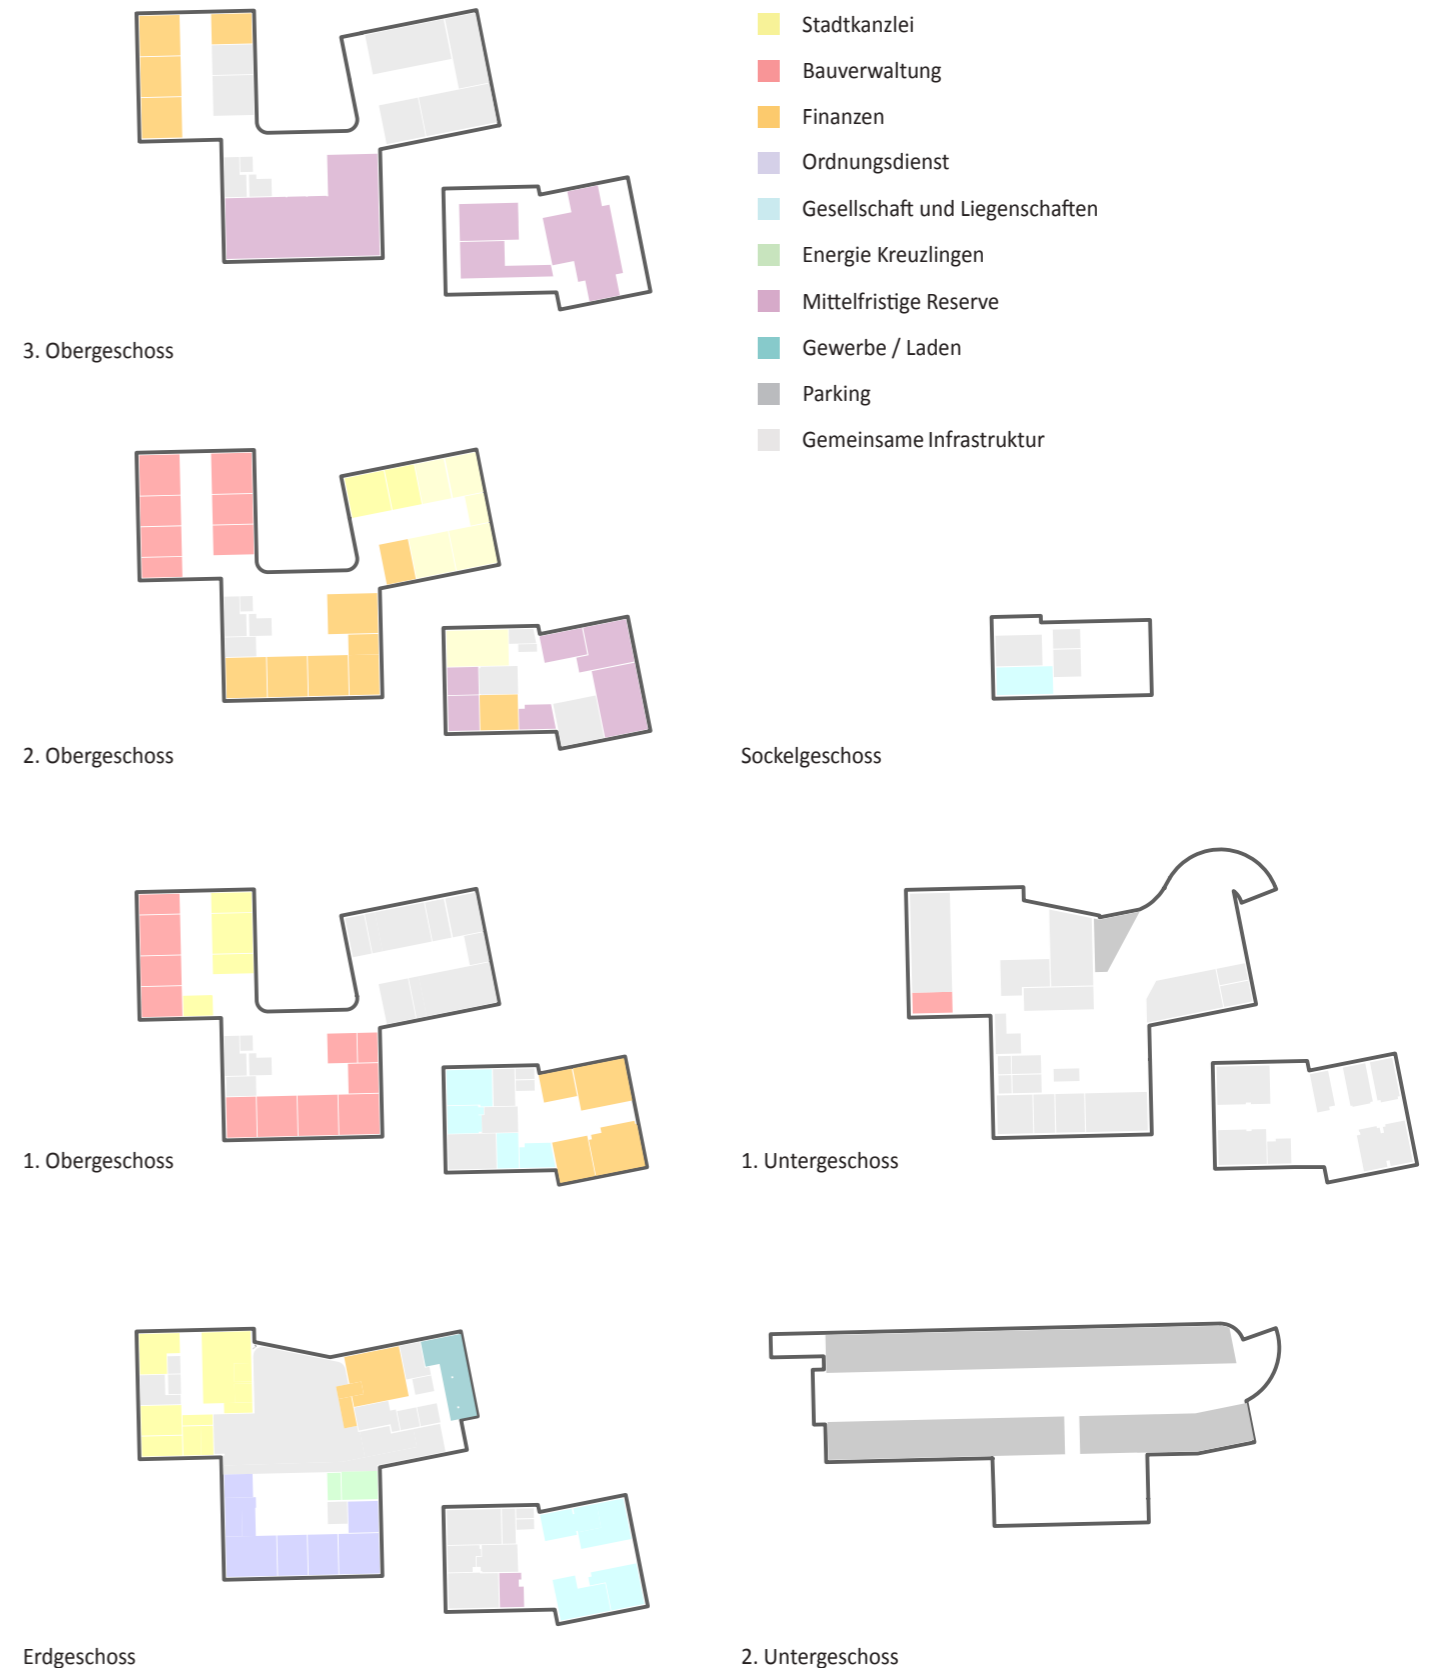 Stadtkanzlei
Bauverwaltung
Finanzen
Ordnungsdienst
Gesellschaft und Liegenschaften
Energie Kreuzlingen
Mittelfristige Reserve
Gewerbe / Laden
Parking
Gemeinsame Infrastruktur
3. Obergeschoss
2. Obergeschoss
Sockelgeschoss
1. Obergeschoss
1. Untergeschoss
Erdgeschoss
2. Untergeschoss